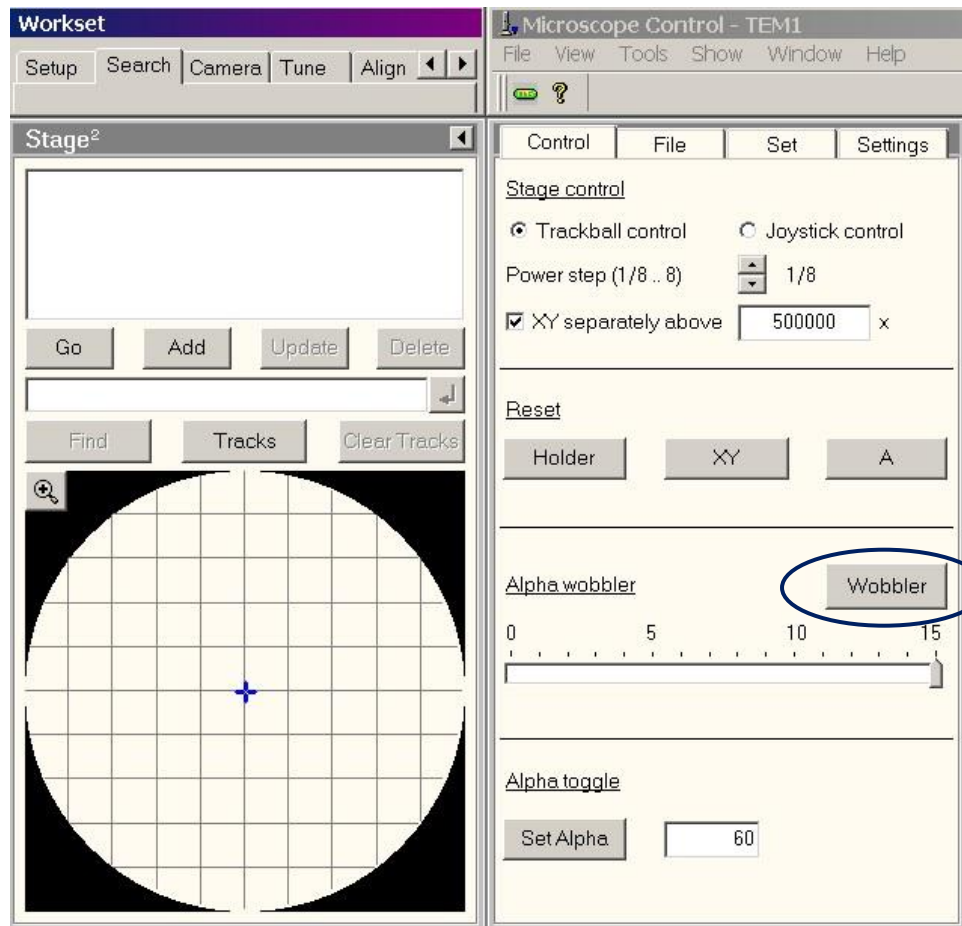 Workset
Setup Search Camera Tune Align
Stage²
Go Add Update Delete
Find Tracks Clear Tracks
Microscope Control - TEM1
File View Tools Show Window Help
?
Control File Set Settings
Stage control
Trackball control Joystick control
Power step (1/8 .. 8) 1/8
XY separately above 500000 x
Reset
Holder XY A
Alpha wobbler Wobbler
0 5 10 15
Alpha toggle
Set Alpha 60